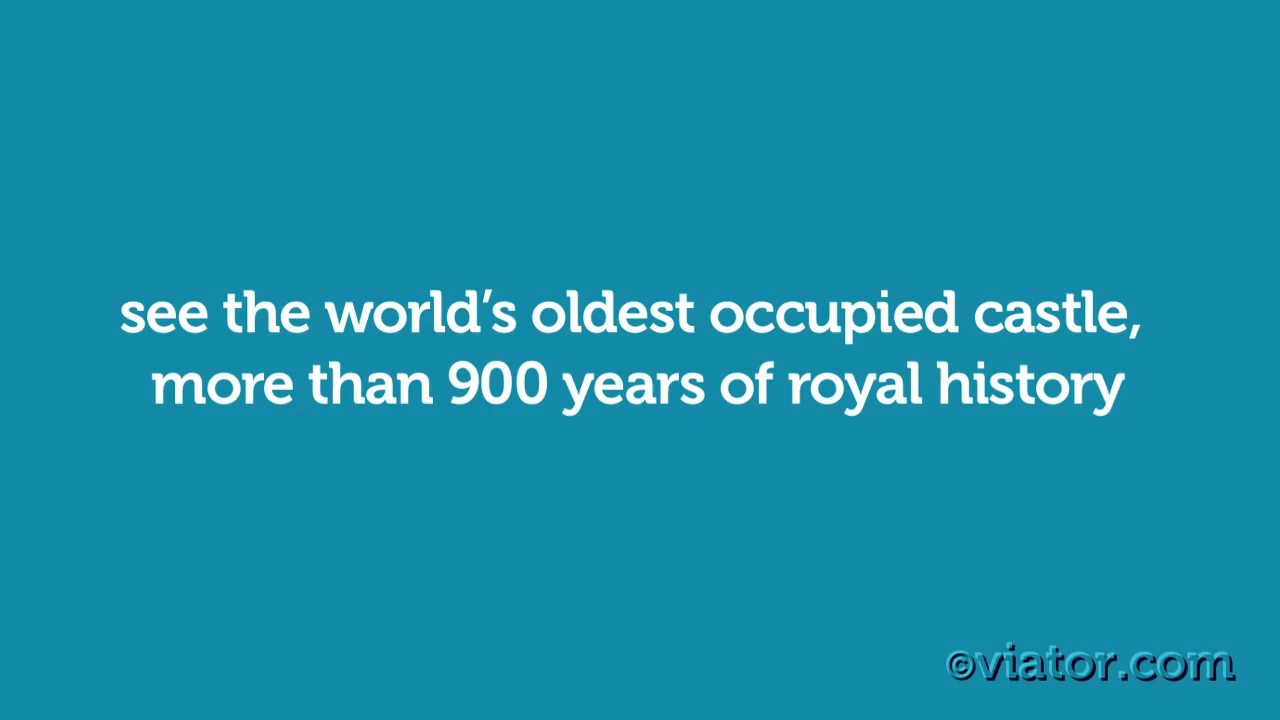 see the world’s oldest occupied castle,
more than 900 years of royal history
©viator.com